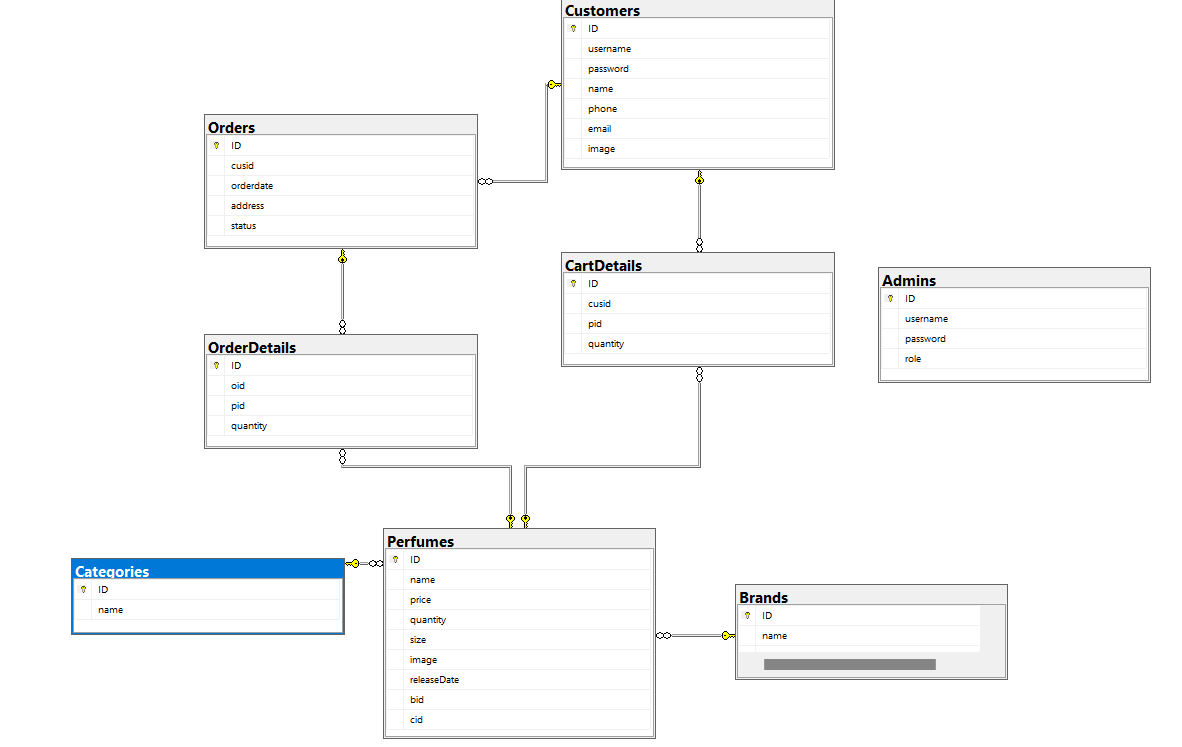 Customers
ID
username
password
name
phone
email
image
Orders
ID
cusid
orderdate
address
status
CartDetails
ID
cusid
pid
quantity
Admins
ID
username
password
role
OrderDetails
ID
oid
pid
quantity
Perfumes
ID
name
price
quantity
size
image
releaseDate
bid
cid
Categories
ID
name
Brands
ID
name